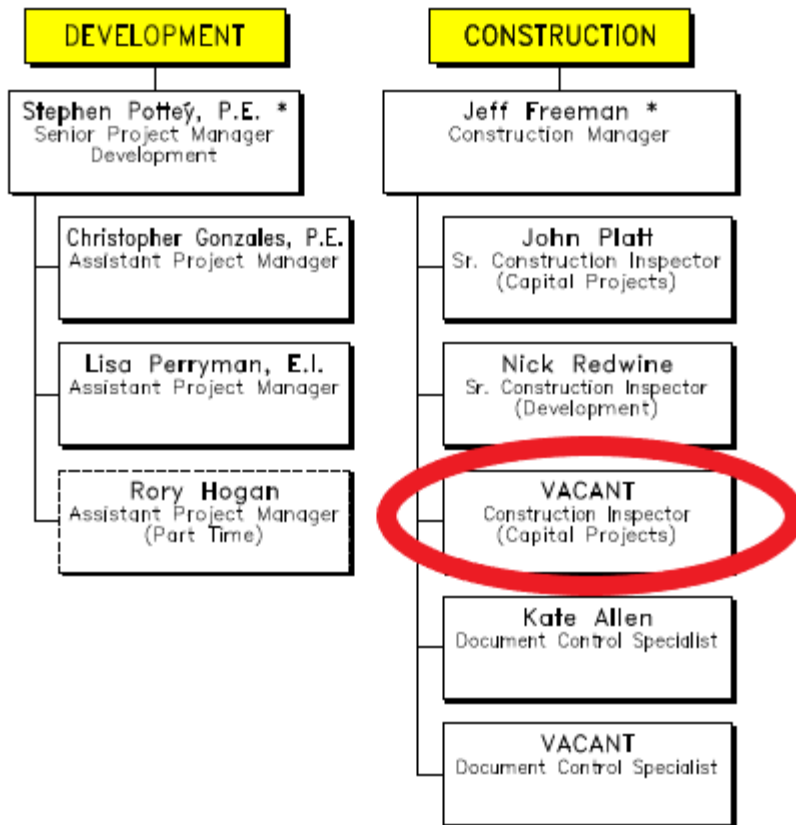 DEVELOPMENT
Stephen Pottey, P.E. *
Senior Project Manager
Development
Christopher Gonzales, P.E.
Assistant Project Manager
Lisa Perryman, E.I.
Assistant Project Manager
Rory Hogan
Assistant Project Manager
(Part Time)
CONSTRUCTION
Jeff Freeman *
Construction Manager
John Platt
Sr. Construction Inspector
(Capital Projects)
Nick Redwine
Sr. Construction Inspector
(Development)
VACANT
Construction Inspector
(Capital Projects)
Kate Allen
Document Control Specialist
VACANT
Document Control Specialist